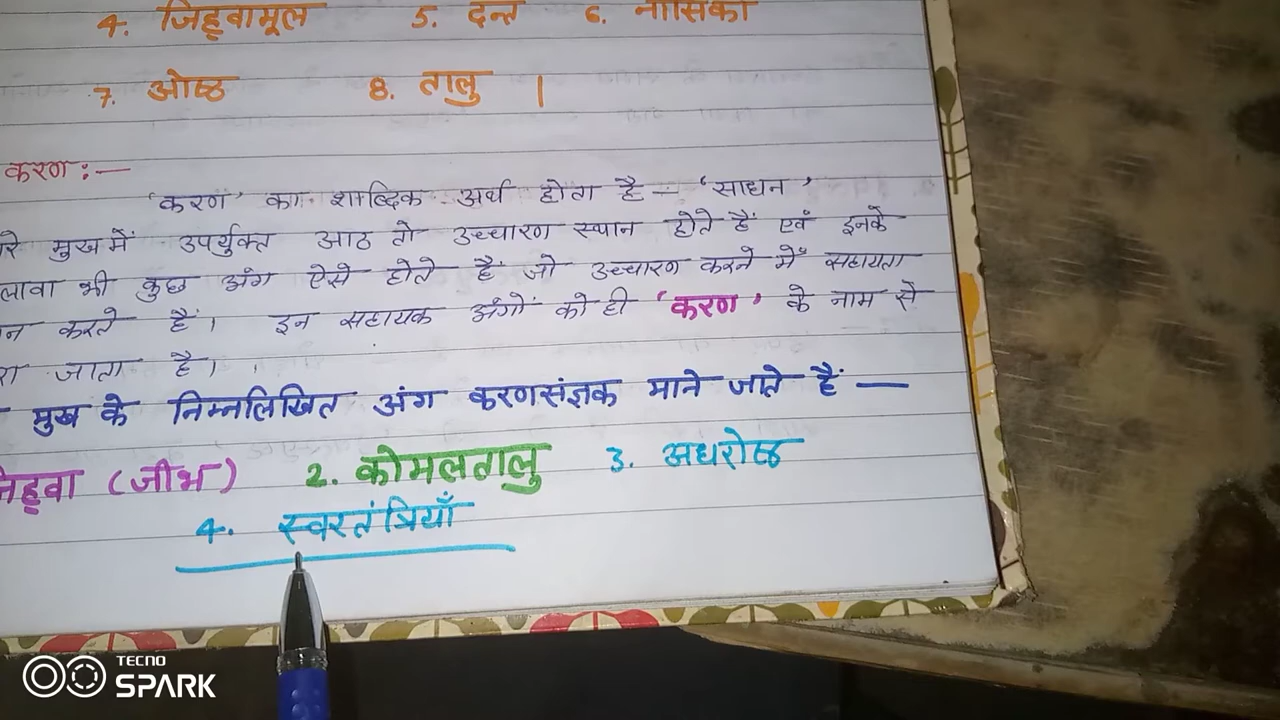 4. जिह्वामूल 5. दन्त 6. नासिका
7. ओष्ठ 8. तालु ।
करण :—
'करण' का शाब्दिक अर्थ होता है – 'साधन'
मुख में उपर्युक्त आठ तो उच्चारण स्थान होते हैं एवं इनके
भी कुछ अंग ऐसे होते हैं जो उच्चारण करने में सहायता
करते हैं। इन सहायक अंगों को ही 'करण' के नाम से
जाता है।
मुख के निम्नलिखित अंग करणसंज्ञक माने जाते हैं —
(जीभ) 2. कोमलतालु 3. अधरोष्ठ
4. स्वरतंत्रियाँ
TECNO
SPARK